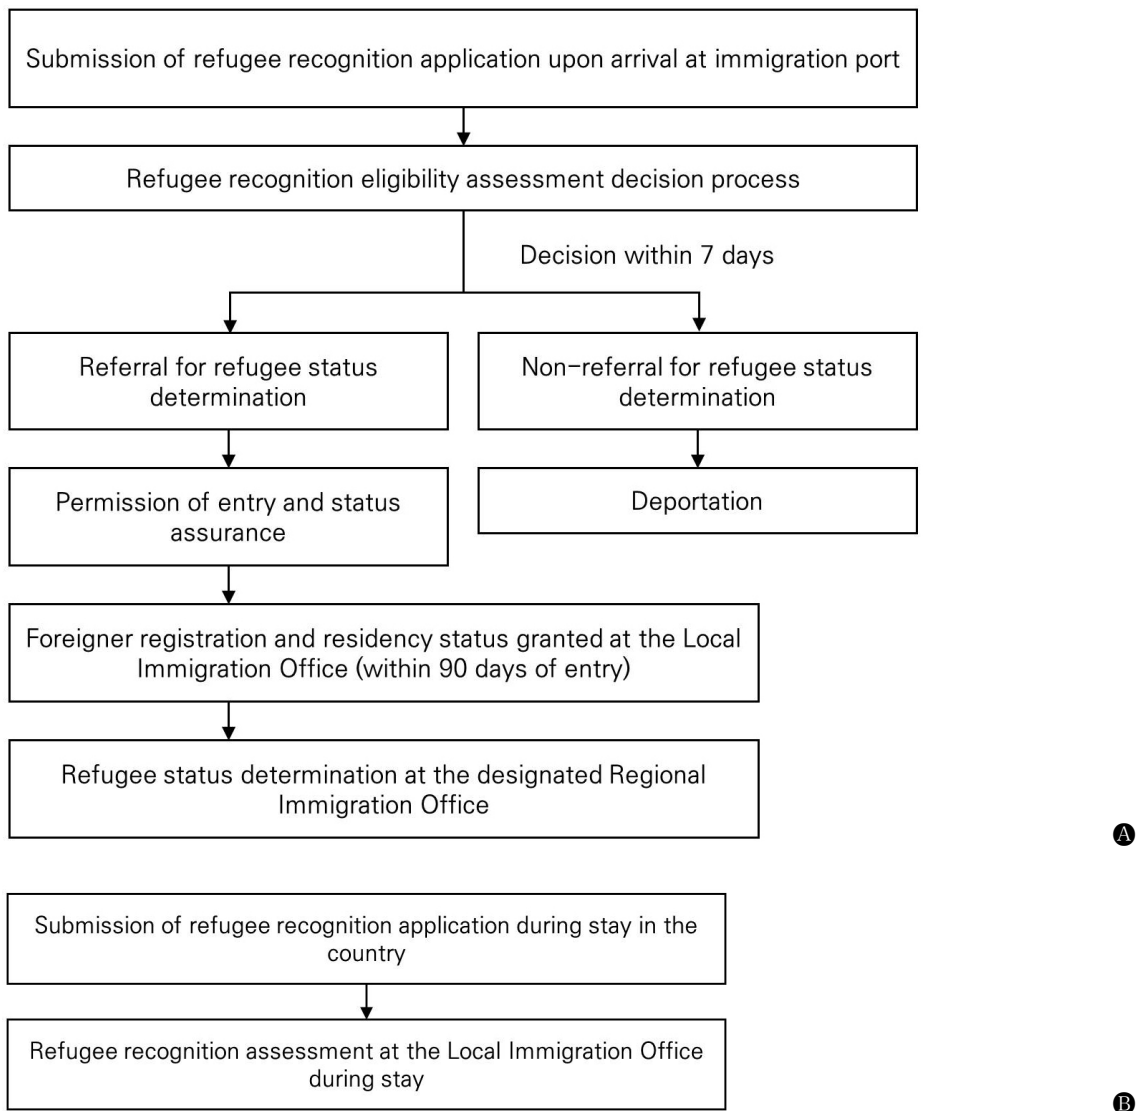 Submission of refugee recognition application upon arrival at immigration port
Refugee recognition eligibility assessment decision process
Decision within 7 days
Referral for refugee status
determination
Non-referral for refugee status
determination
Permission of entry and status
assurance
Deportation
Foreigner registration and residency status granted at the Local
Immigration Office (within 90 days of entry)
Refugee status determination at the designated Regional
Immigration Office
A
Submission of refugee recognition application during stay in the
country
Refugee recognition assessment at the Local Immigration Office
during stay
B